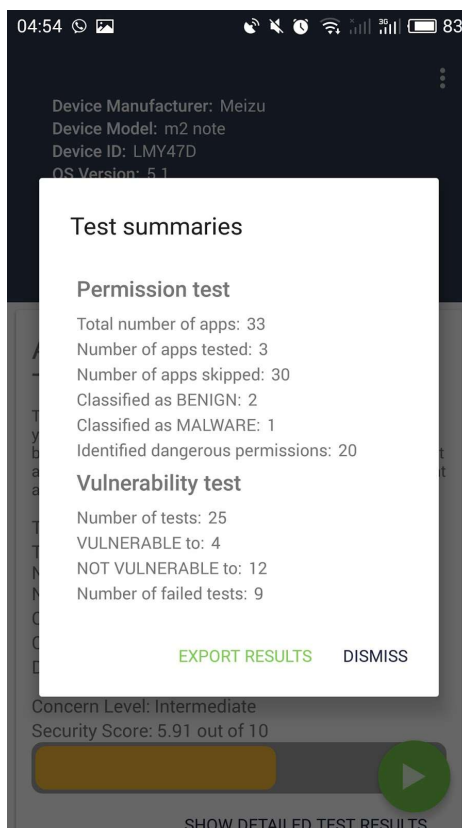 04:54
3G
83
Device Manufacturer: Meizu
Device Model: m2 note
Device ID: LMY47D
OS Version: 5.1
Test summaries
Permission test
Total number of apps: 33
Number of apps tested: 3
Number of apps skipped: 30
Classified as BENIGN: 2
Classified as MALWARE: 1
Identified dangerous permissions: 20
Vulnerability test
Number of tests: 25
VULNERABLE to: 4
NOT VULNERABLE to: 12
Number of failed tests: 9
EXPORT RESULTS
DISMISS
Concern Level: Intermediate
Security Score: 5.91 out of 10
SHOW DETAILED TEST RESULTS